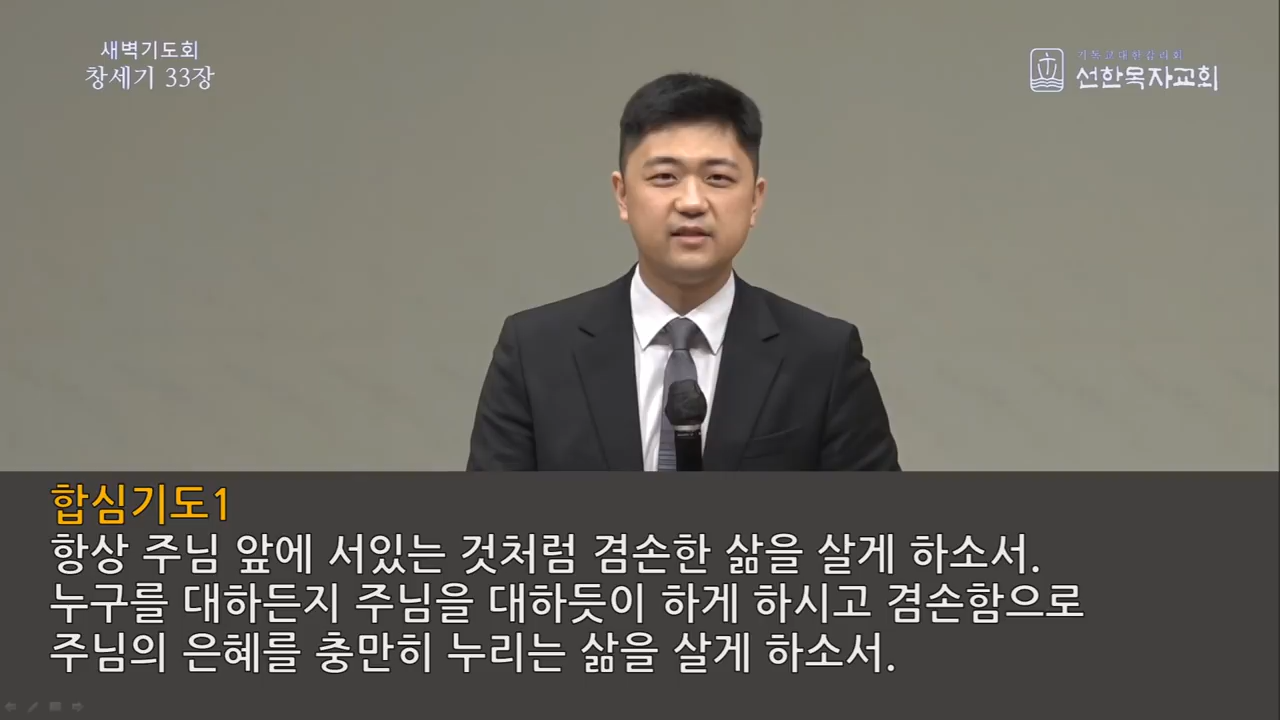 새벽기도회
창세기 33장
기독교대한감리회
선한목자교회
합심기도1
항상 주님 앞에 서있는 것처럼 겸손한 삶을 살게 하소서.
누구를 대하든지 주님을 대하듯이 하게 하시고 겸손함으로
주님의 은혜를 충만히 누리는 삶을 살게 하소서.